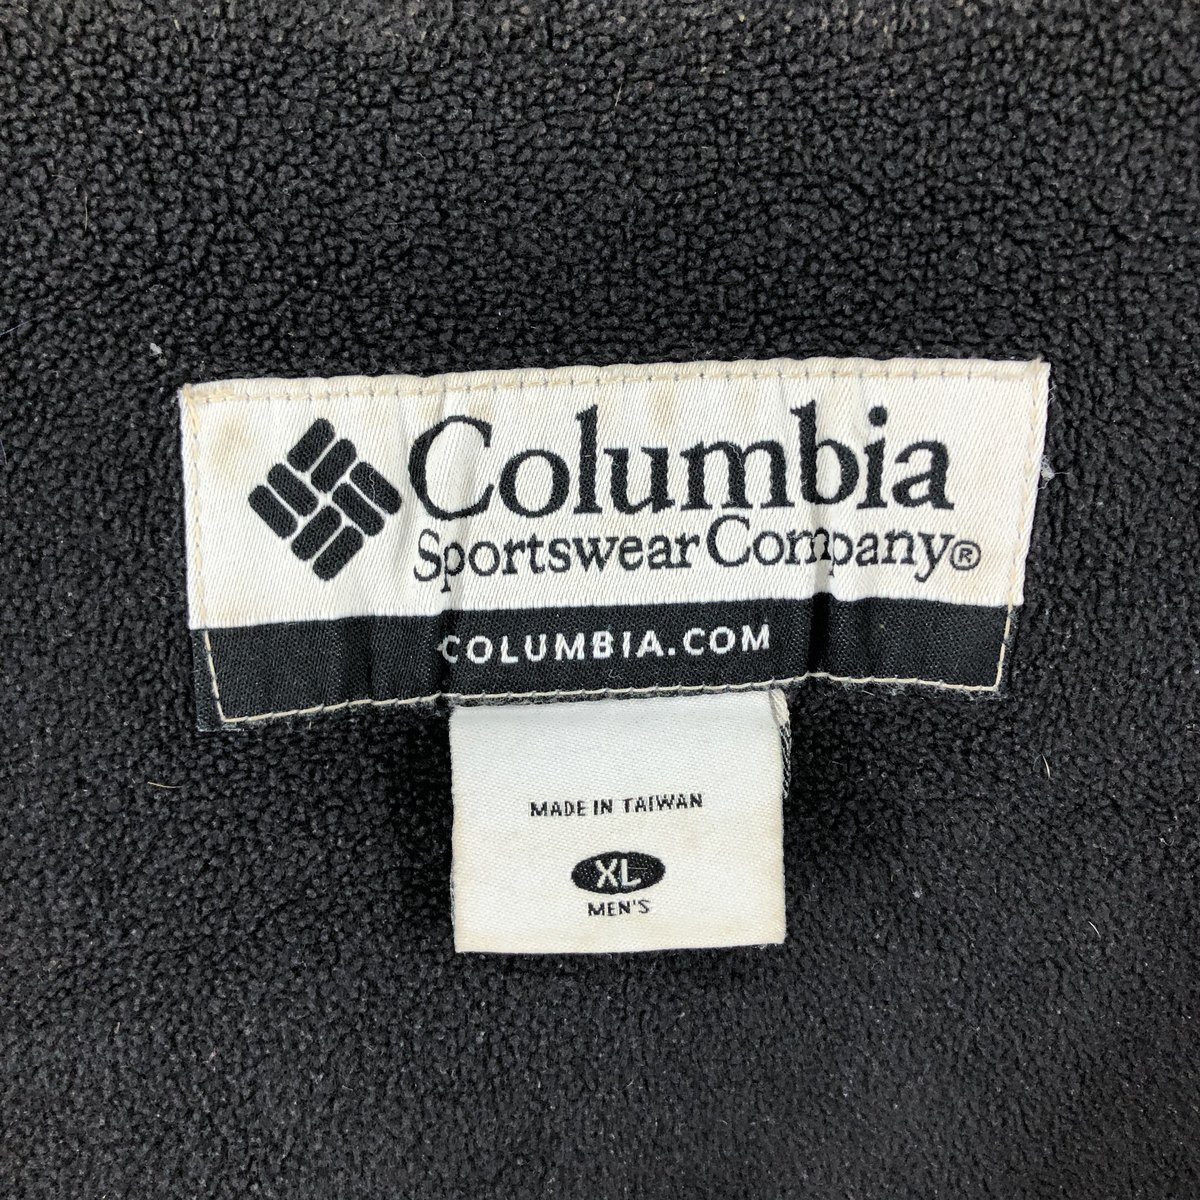 Columbia
Sportswear Company®
COLUMBIA.COM
MADE IN TAIWAN
XL
MEN'S